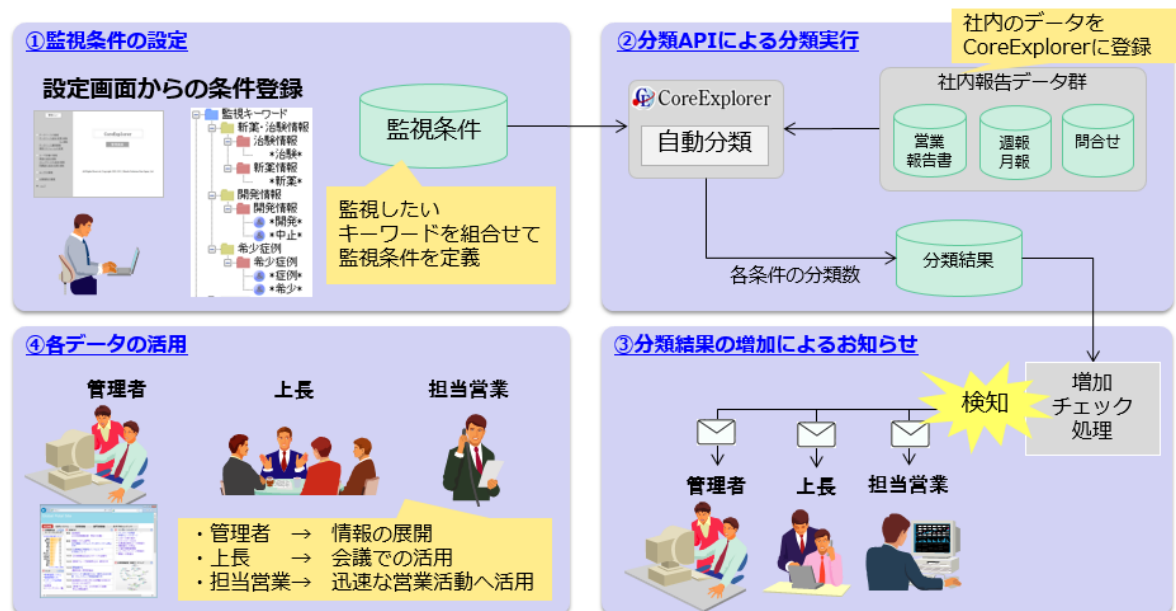 ①監視条件の設定
設定画面からの条件登録
CoreExplorer
監視キーワード
新薬・治験情報
治験情報
*治験*
新薬情報
*新薬*
開発情報
開発情報
*開発*
*中止*
希少症例
希少症例
*症例*
*希少*
監視条件
監視したい
キーワードを組合せて
監視条件を定義
②分類APIによる分類実行
社内のデータを
CoreExplorerに登録
CoreExplorer
自動分類
社内報告データ群
営業
報告書
週報
月報
問合せ
各条件の分類数
分類結果
③分類結果の増加によるお知らせ
増加
チェック
処理
検知
管理者
上長
担当営業
④各データの活用
管理者
上長
担当営業
・管理者 → 情報の展開
・上長 → 会議での活用
・担当営業→ 迅速な営業活動へ活用